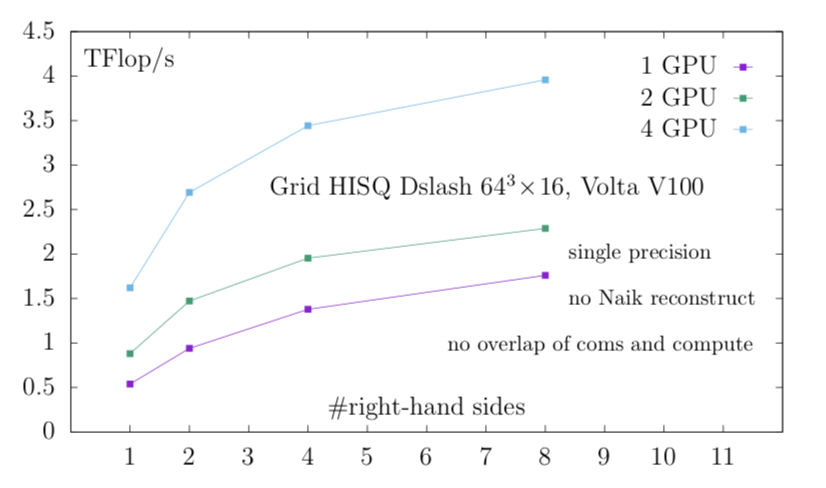 4.5
TFlop/s
1 GPU
4
2 GPU
3.5
4 GPU
3
Grid HISQ Dslash 64³×16, Volta V100
2.5
2
single precision
1.5
no Naik reconstruct
1
no overlap of coms and compute
0.5
#right-hand sides
0
1 2 3 4 5 6 7 8 9 10 11